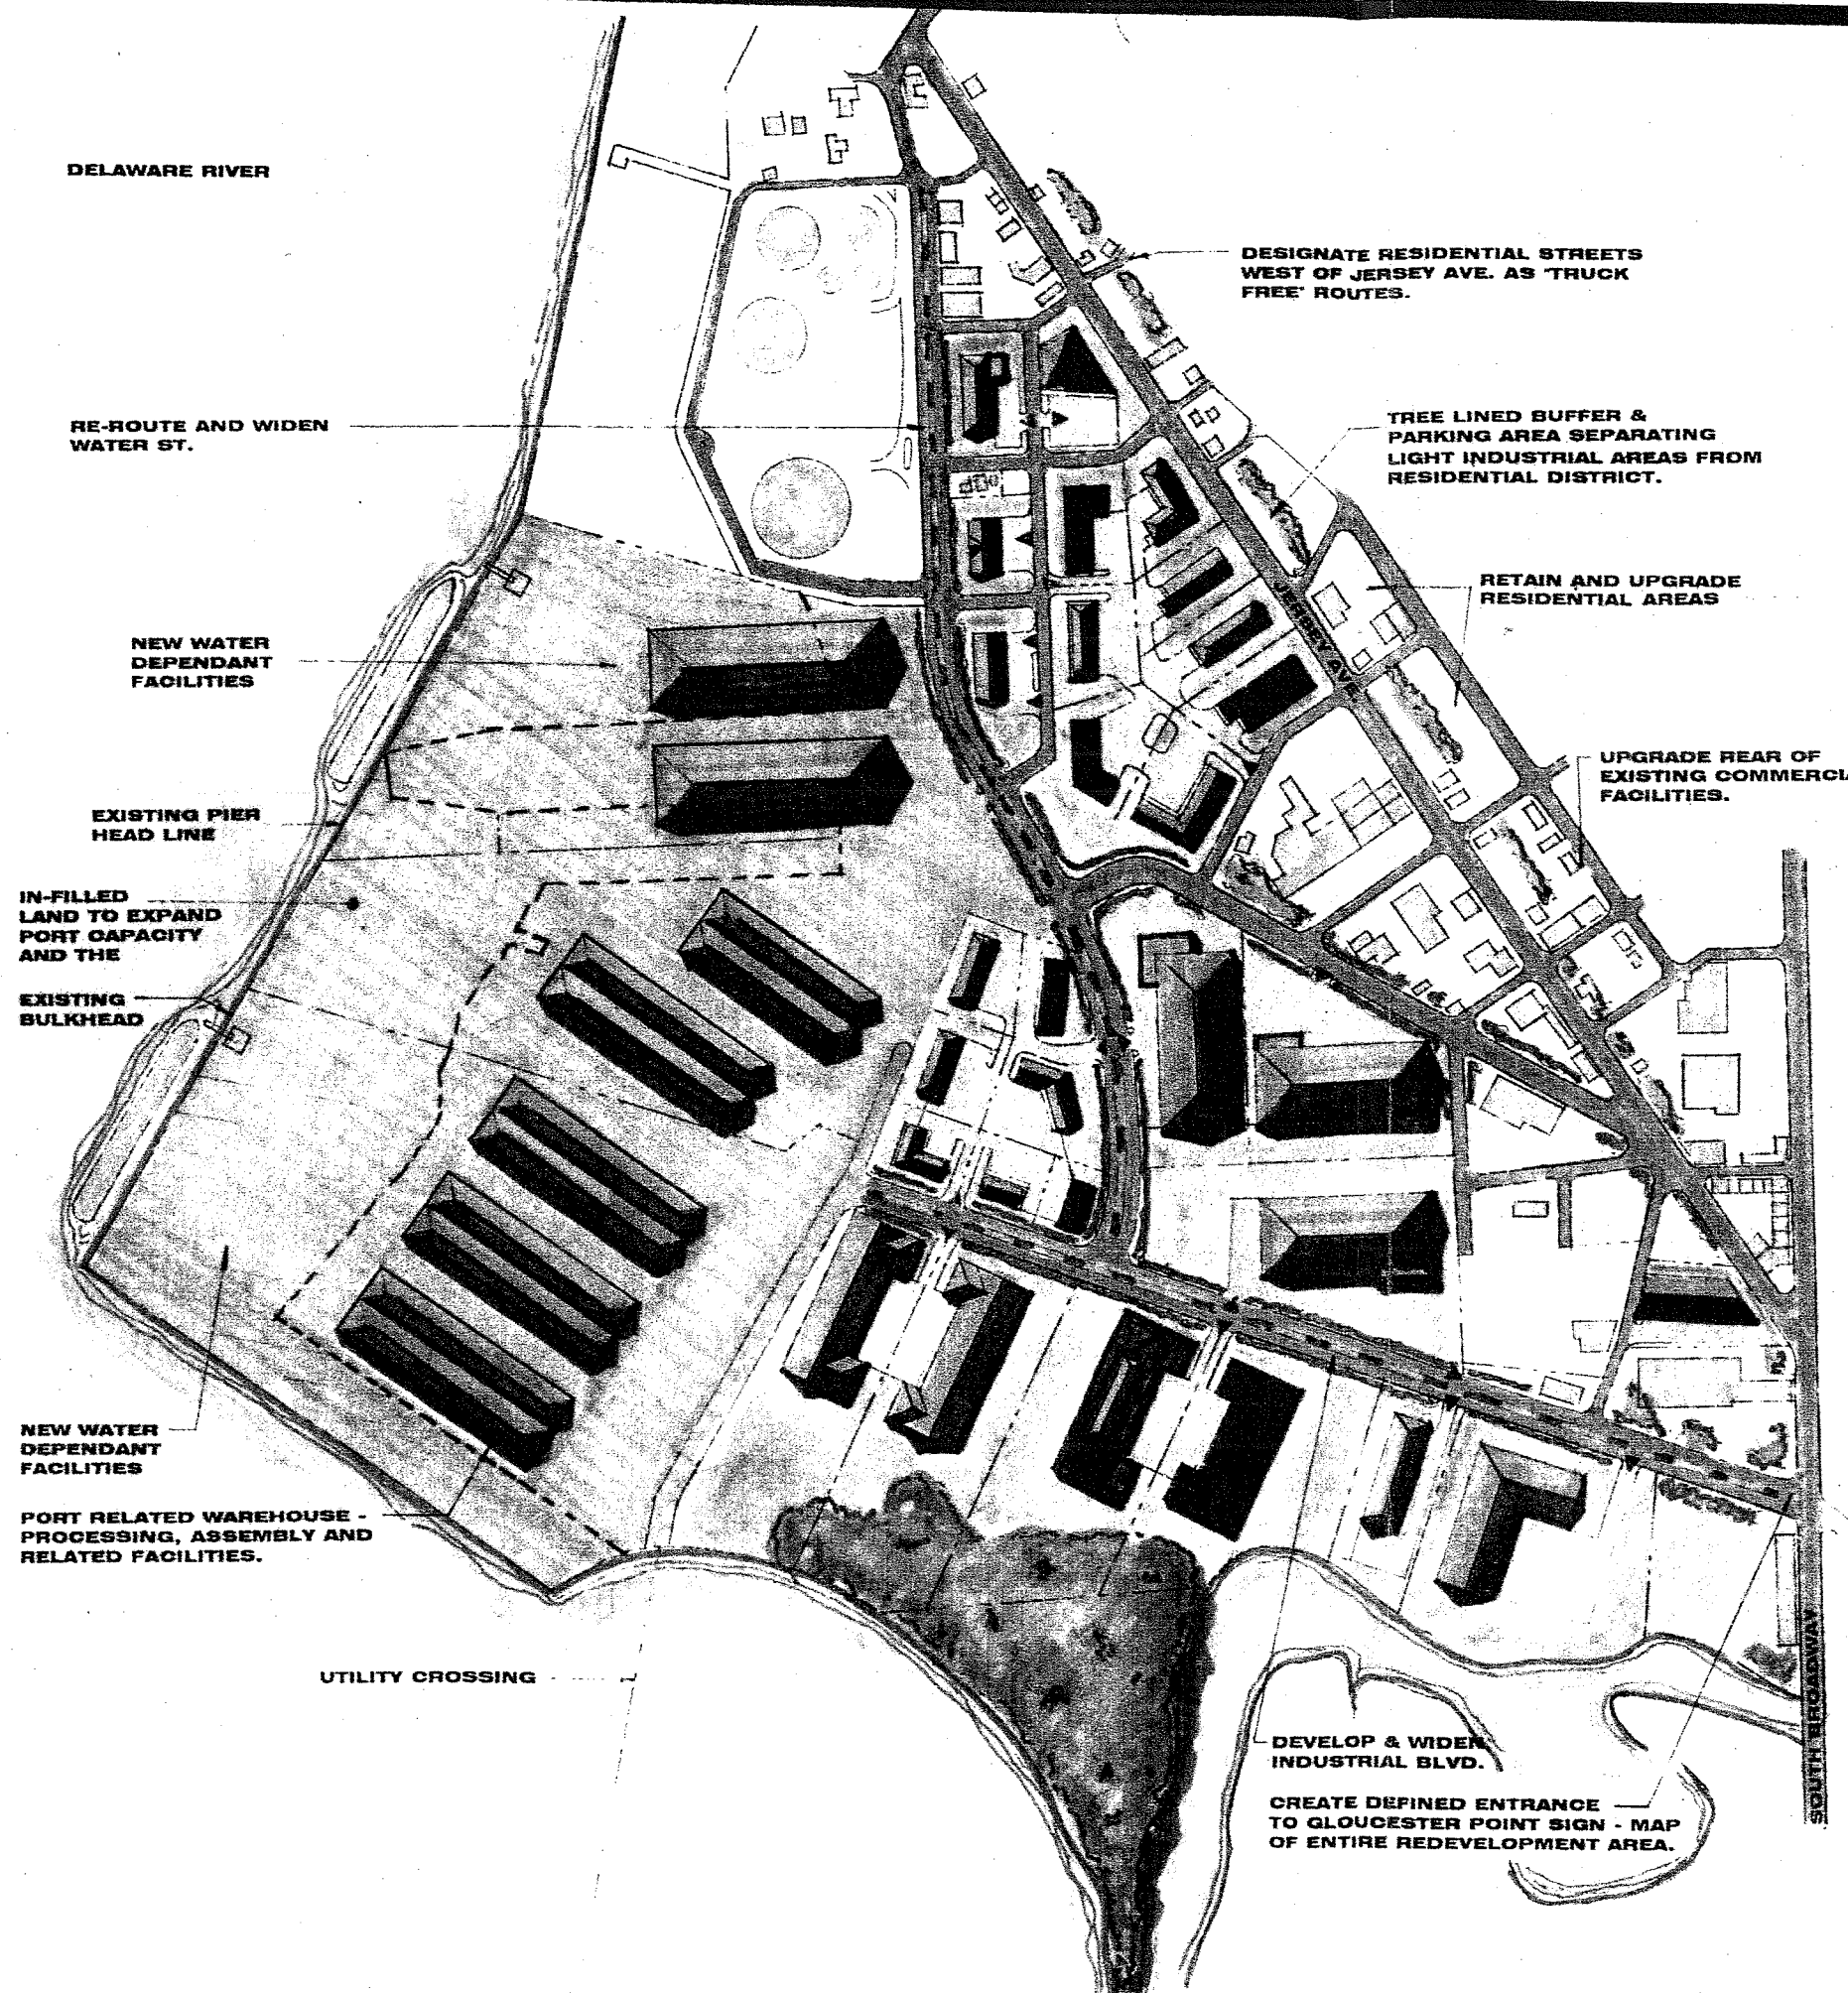 DELAWARE RIVER
DESIGNATE RESIDENTIAL STREETS
WEST OF JERSEY AVE. AS "TRUCK
FREE" ROUTES.
RE-ROUTE AND WIDEN
WATER ST.
TREE LINED BUFFER &
PARKING AREA SEPARATING
LIGHT INDUSTRIAL AREAS FROM
RESIDENTIAL DISTRICT.
RETAIN AND UPGRADE
RESIDENTIAL AREAS
JERSEY AVE.
NEW WATER
DEPENDANT
FACILITIES
UPGRADE REAR OF
EXISTING COMMERCIA
FACILITIES.
EXISTING PIER
HEAD LINE
IN-FILLED
LAND TO EXPAND
PORT CAPACITY
AND THE
EXISTING
BULKHEAD
NEW WATER
DEPENDANT
FACILITIES
PORT RELATED WAREHOUSE -
PROCESSING, ASSEMBLY AND
RELATED FACILITIES.
UTILITY CROSSING
DEVELOP & WIDEN
INDUSTRIAL BLVD.
CREATE DEFINED ENTRANCE
TO GLOUCESTER POINT SIGN - MAP
OF ENTIRE REDEVELOPMENT AREA.
SOUTH BROADWAY